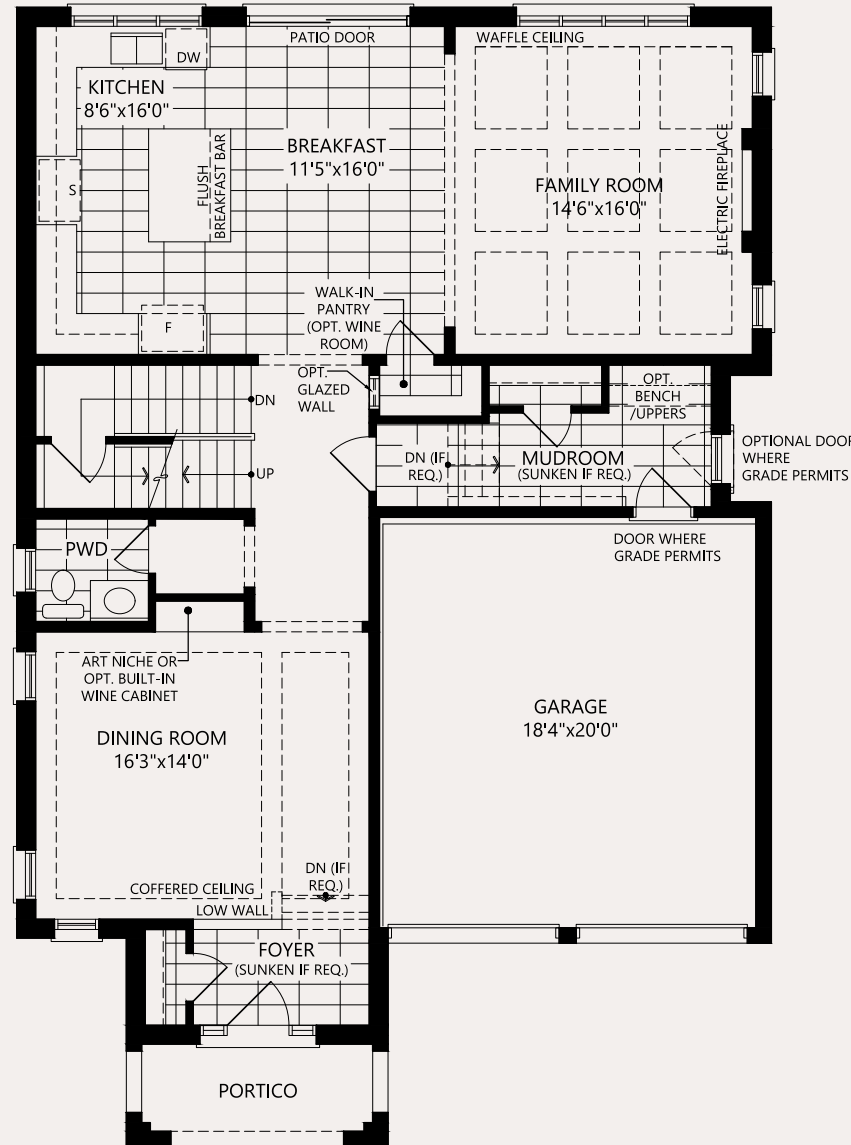 PATIO DOOR
WAFFLE CEILING
DW
KITCHEN
8'6"x16'0"
BREAKFAST
11'5"x16'0"
FLUSH
BREAKFAST BAR
S
FAMILY ROOM
14'6"x16'0"
ELECTRIC FIREPLACE
F
WALK-IN
PANTRY
(OPT. WINE
ROOM)
OPT.
GLAZED
WALL
DN
UP
OPT.
BENCH
/UPPERS
DN (IF
REQ.)
MUDROOM
(SUNKEN IF REQ.)
OPTIONAL DOOR
WHERE
GRADE PERMITS
DOOR WHERE
GRADE PERMITS
PWD
ART NICHE OR
OPT. BUILT-IN
WINE CABINET
DINING ROOM
16'3"x14'0"
GARAGE
18'4"x20'0"
COFFERED CEILING
DN (IF
REQ.)
LOW WALL
FOYER
(SUNKEN IF REQ.)
PORTICO